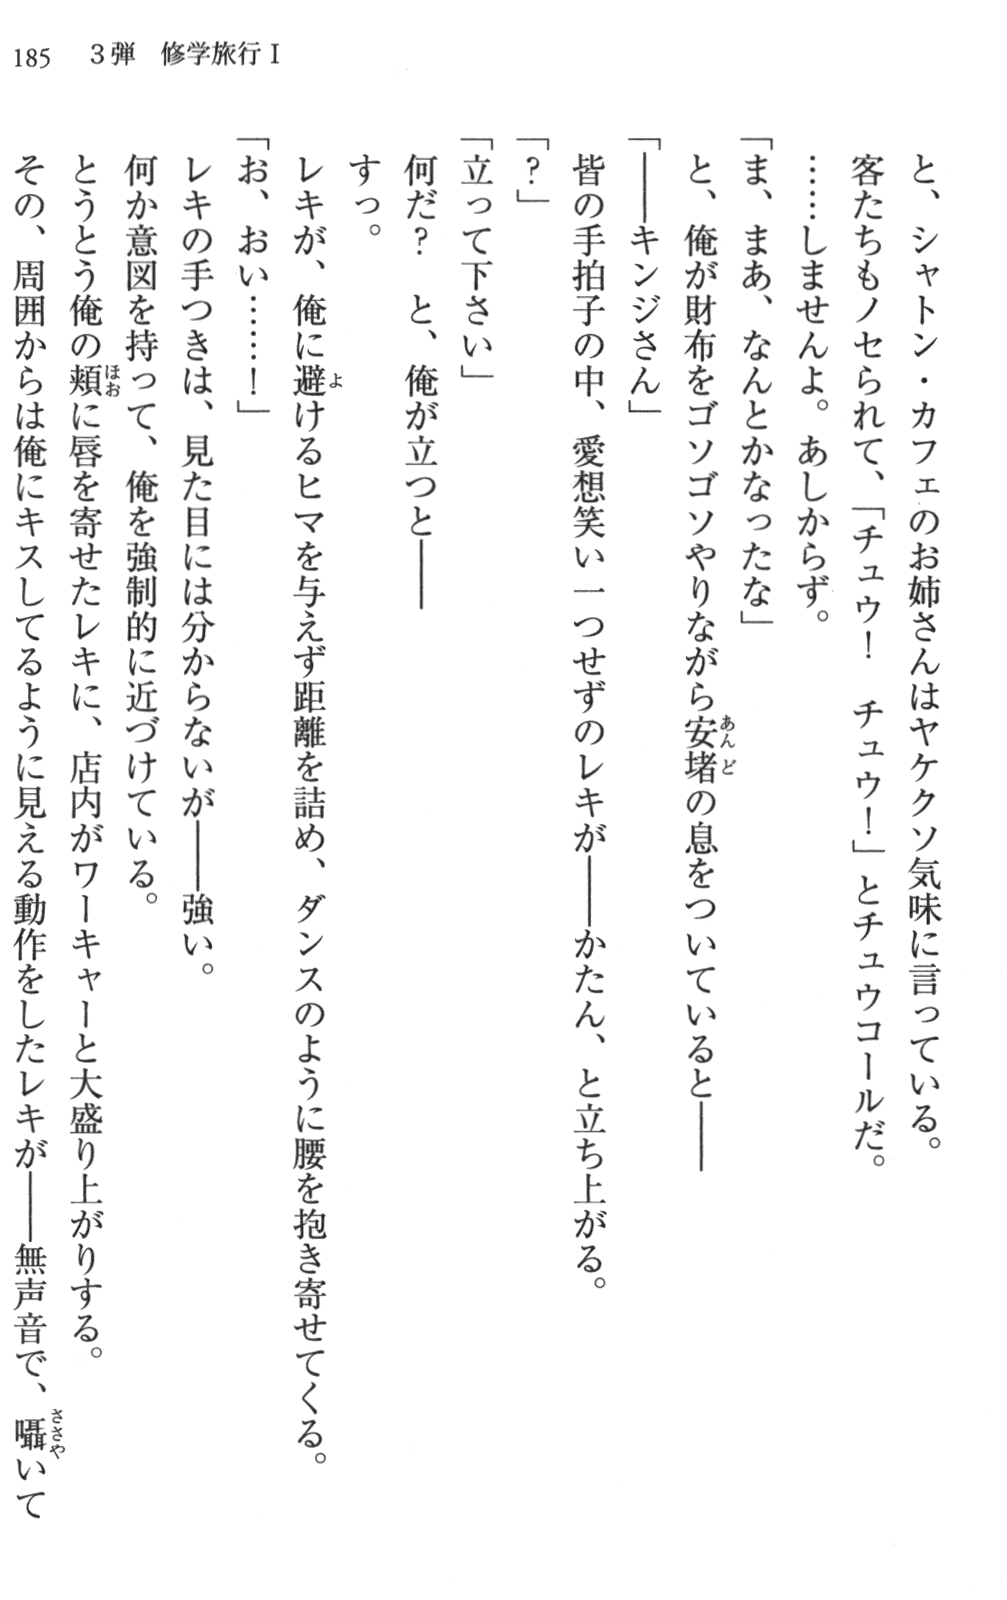 185　3弾　修学旅行Ⅰ
と、シャトン・カフェのお姉さんはヤケクソ気味に言っている。
客たちもノセられて、「チュウ！　チュウ！」とチュウコールだ。
……しませんよ。あしからず。
「ま、まあ、なんとかなったな」
と、俺が財布をゴソゴソやりながら安堵の息をついていると――
「――キンジさん」
皆の手拍子の中、愛想笑い一つせずのレキが――かたん、と立ち上がる。
「？」
「立って下さい」
何だ？　と、俺が立つと――
すっ。
レキが、俺に避けるヒマを与えず距離を詰め、ダンスのように腰を抱き寄せてくる。
「お、おい……！」
レキの手つきは、見た目には分からないが――強い。
何か意図を持って、俺を強制的に近づけている。
とうとう俺の頬に唇を寄せたレキに、店内がワーキャーと大盛り上がりする。
その、周囲からは俺にキスしてるように見える動作をしたレキが――無声音で、囁いて